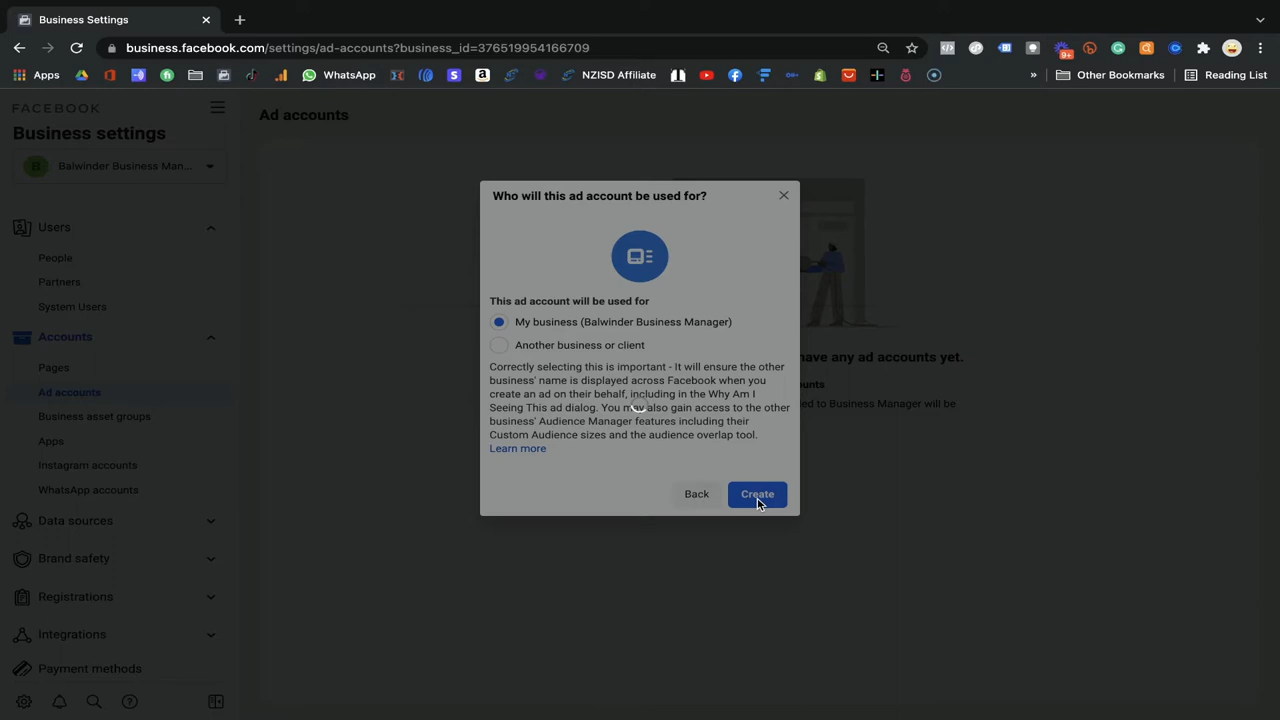 Business Settings
business.facebook.com/settings/ad-accounts?business_id=376519954166709
Apps
WhatsApp
NZISD Affiliate
9+
Other Bookmarks
Reading List
FACEBOOK
Business settings
B
Balwinder Business Man...
Users
People
Partners
System Users
Accounts
Pages
Ad accounts
Business asset groups
Apps
Instagram accounts
WhatsApp accounts
Data sources
Brand safety
Registrations
Integrations
Payment methods
Ad accounts
have any ad accounts yet.
ounts
ed to Business Manager will be
Who will this ad account be used for?
This ad account will be used for
My business (Balwinder Business Manager)
Another business or client
Correctly selecting this is important - It will ensure the other
business' name is displayed across Facebook when you
create an ad on their behalf, including in the Why Am I
Seeing This ad dialog. You may also gain access to the other
business' Audience Manager features including their
Custom Audience sizes and the audience overlap tool.
Learn more
Back
Create